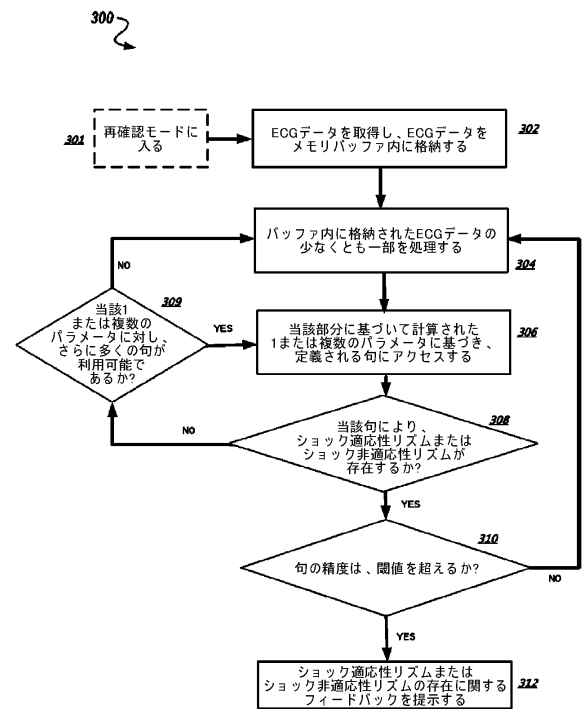 300
301
再確認モードに
入る
ECGデータを取得し、ECGデータを
メモリバッファ内に格納する
302
バッファ内に格納されたECGデータの
少なくとも一部を処理する
304
NO
309
当該1
または複数の
パラメータに対し、
さらに多くの句が
利用可能で
あるか?
YES
当該部分に基づいて計算された
1または複数のパラメータに基づき、
定義される句にアクセスする
306
308
当該句により、
ショック適応性リズムまたは
ショック非適応性リズムが
存在するか?
NO
YES
310
句の精度は、閾値を超えるか?
NO
YES
ショック適応性リズムまたは
ショック非適応性リズムの存在に関する
フィードバックを提示する
312